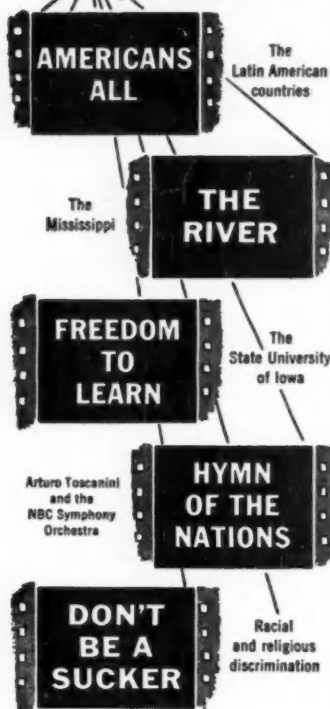 AMERICANS
ALL
The
Latin American
countries
The
Mississippi
THE
RIVER
FREEDOM
TO
LEARN
The
State University
of Iowa
Arturo Toscanini
and the
NBC Symphony
Orchestra
HYMN
OF THE
NATIONS
DON'T
BE A
SUCKER
Racial
and religious
discrimination